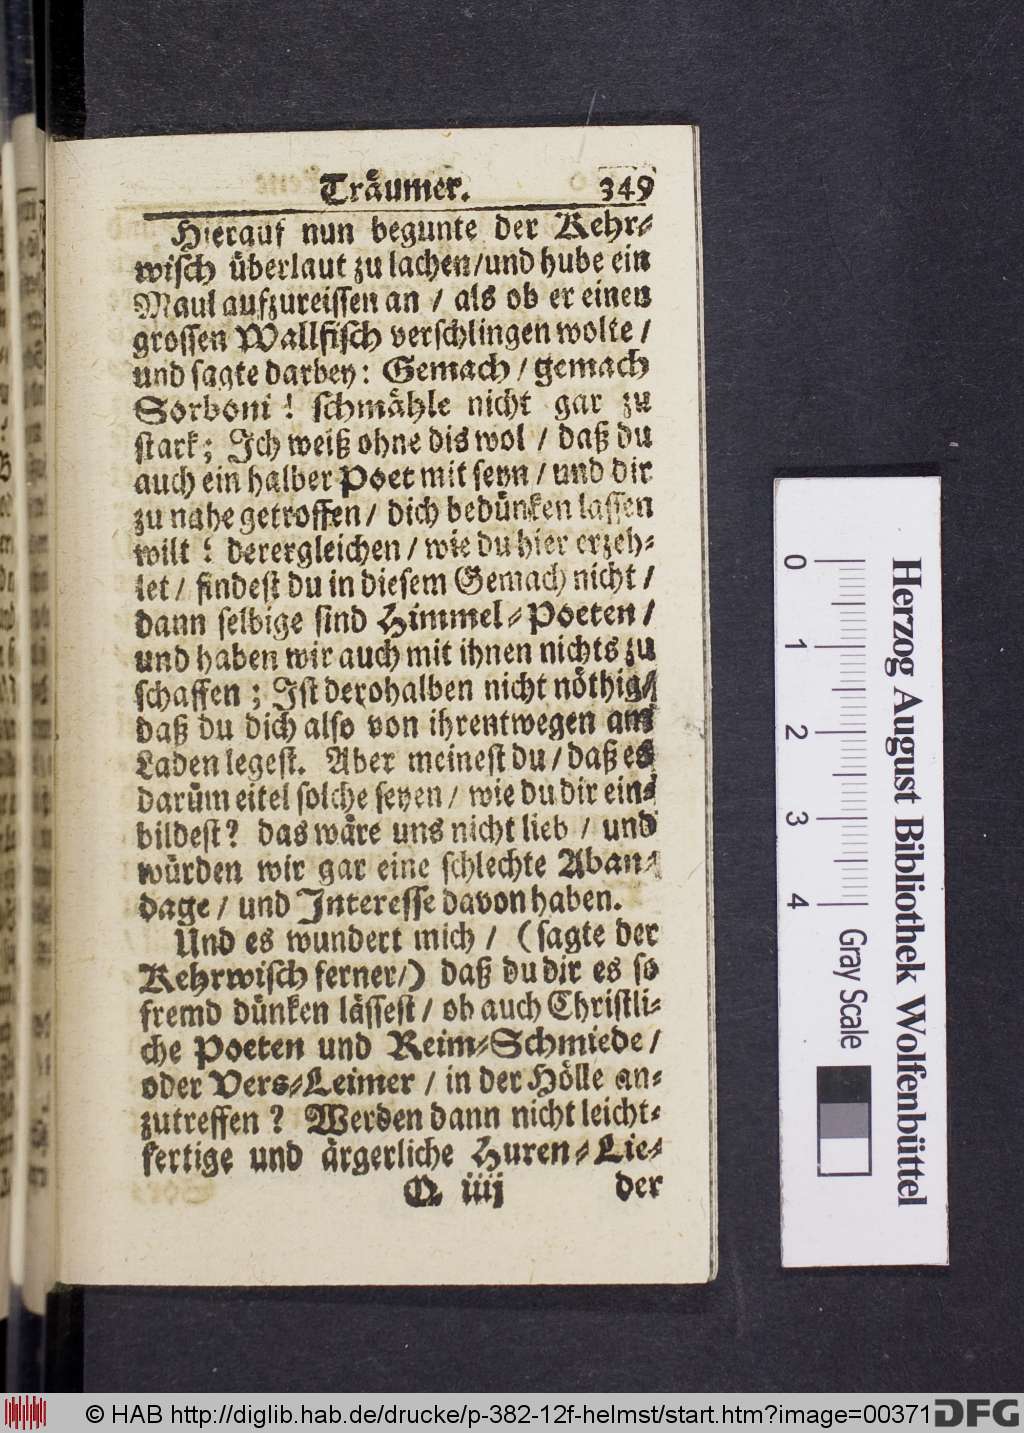 Träumer. 349
Hierauf nun begunte der Kehr-
wisch überlaut zu lachen/und hube ein
Maul aufzureissen an / als ob er einen
grossen Wallfisch verschlingen wolte /
und sagte darbey: Gemach / gemach
Sorboni! schmähle nicht gar zu
stark; Ich weiß ohne dis wol / daß du
auch ein halber Poet mit seyn / und dir
zu nahe getroffen / dich bedünken lassen
wilt! derergleichen / wie du hier erzeh-
let / findest du in diesem Gemach nicht /
dann selbige sind Himmel-Poeten /
und haben wir auch mit ihnen nichts zu
schaffen; Ist derohalben nicht nöthig/
daß du dich also von ihrentwegen am
Laden legest. Aber meinest du / daß es
darüm eitel solche seyen / wie du dir ein-
bildest? das wäre uns nicht lieb / und
würden wir gar eine schlechte Aban-
dage / und Interesse davon haben.
Und es wundert mich / (sagte der
Kehrwisch ferner/) daß du dir es so
fremd dünken lässest / ob auch Christli-
che Poeten und Reim-Schmiede /
oder Vers-Leimer / in der Hölle an-
zutreffen? Werden dann nicht leicht-
fertige und ärgerliche Huren-Lie-
Q iiij der
0 1 2 3 4
Gray Scale
Herzog August Bibliothek Wolfenbüttel
© HAB http://diglib.hab.de/drucke/p-382-12f-helmst/start.htm?image=00371
DFG